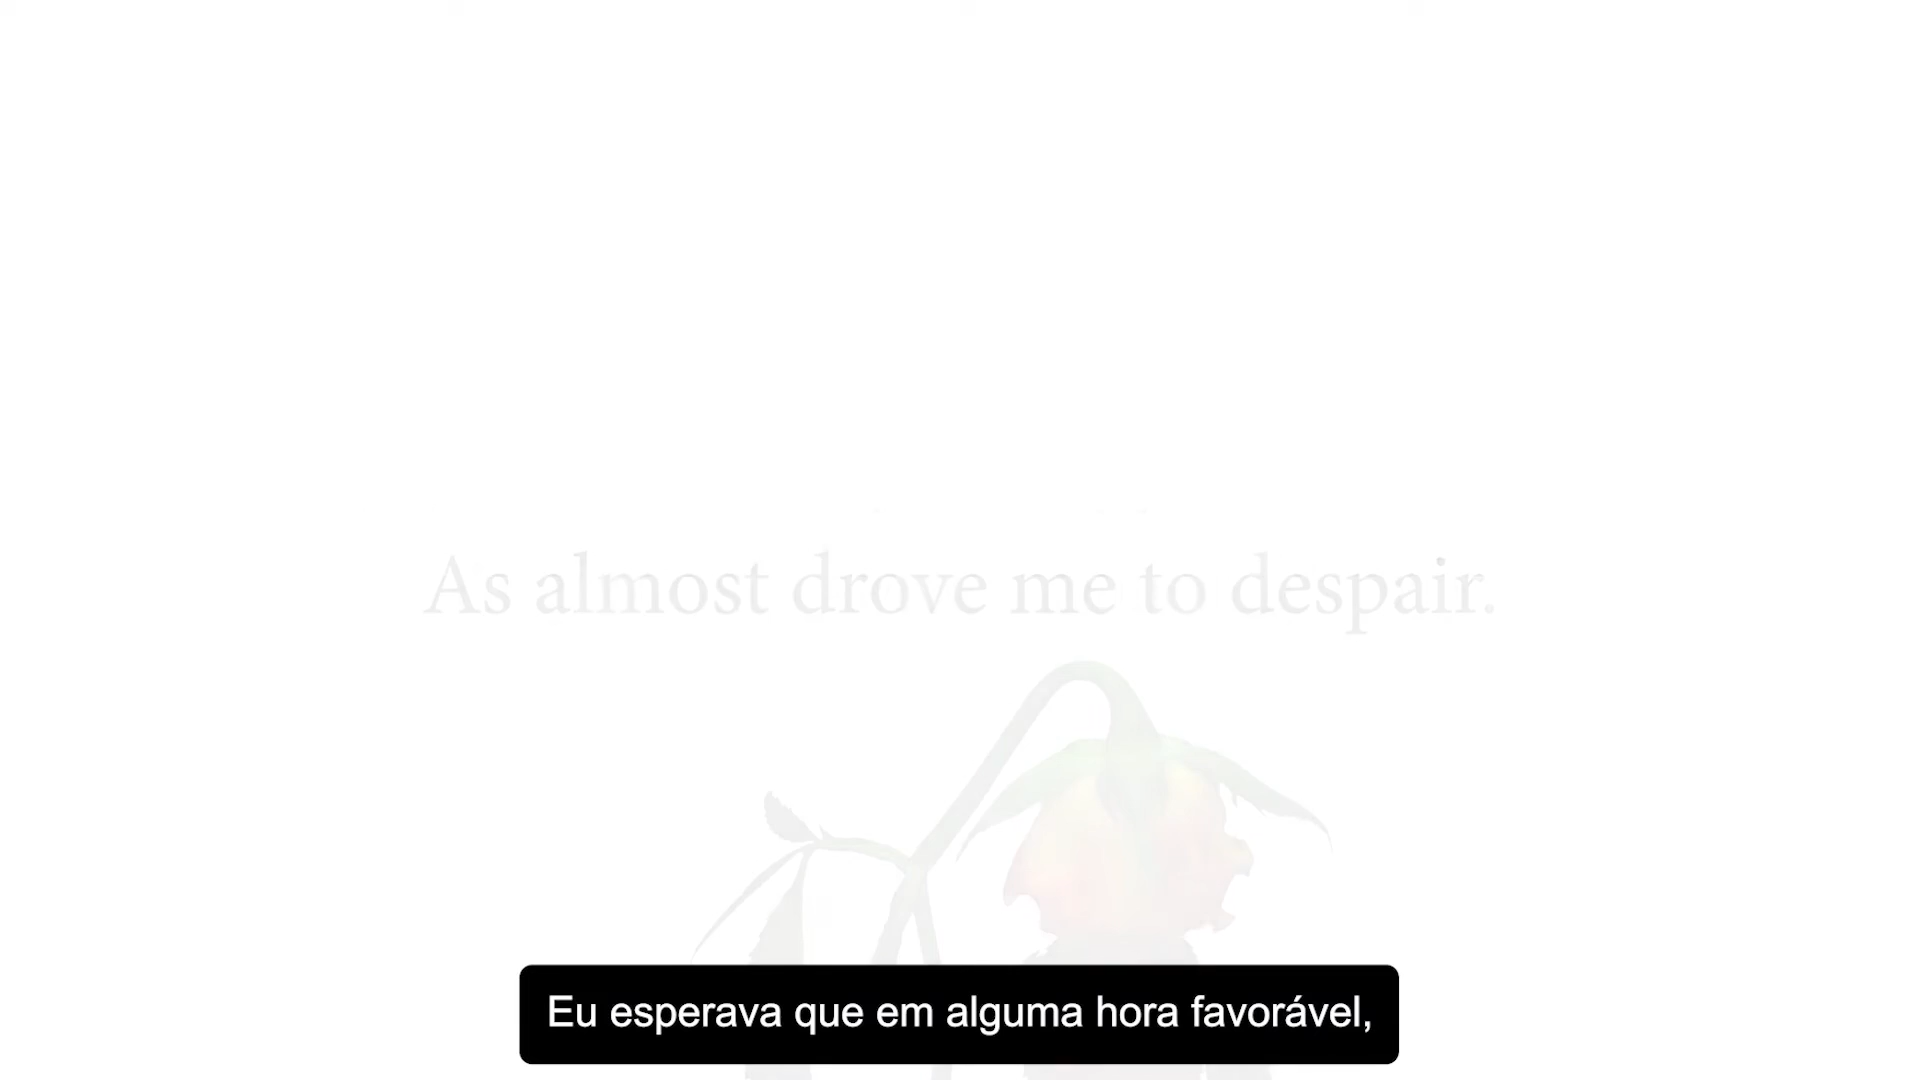 As almost drove me to despair.
Eu esperava que em alguma hora favorável,